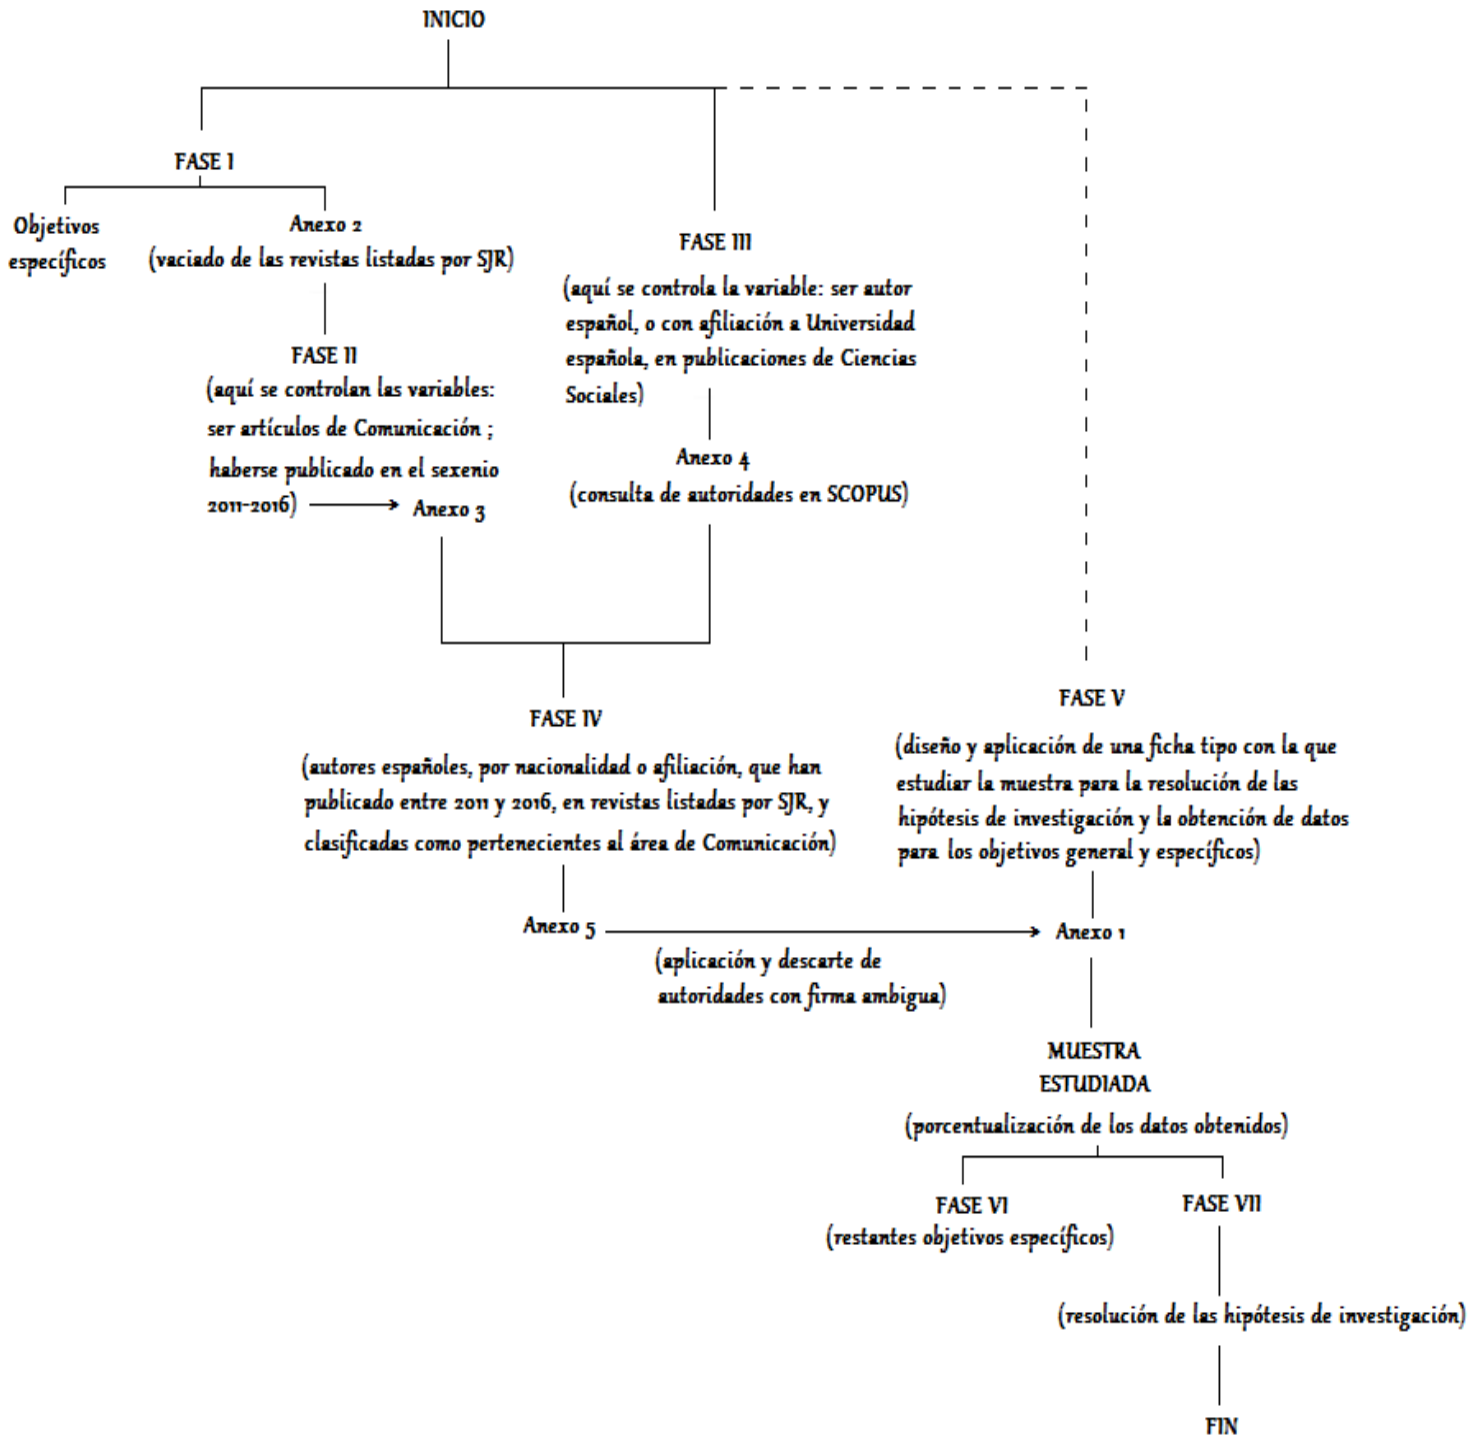 INICIO
FASE I
Objetivos
específicos
Anexo 2
(vaciado de las revistas listadas por SJR)
FASE II
(aquí se controlan las variables:
ser artículos de Comunicación ;
haberse publicado en el sexenio
2011-2016)
Anexo 3
FASE III
(aquí se controla la variable: ser autor
español, o con afiliación a Universidad
española, en publicaciones de Ciencias
Sociales)
Anexo 4
(consulta de autoridades en SCOPUS)
FASE IV
(autores españoles, por nacionalidad o afiliación, que han
publicado entre 2011 y 2016, en revistas listadas por SJR, y
clasificadas como pertenecientes al área de Comunicación)
Anexo 5
(aplicación y descarte de
autoridades con firma ambigua)
FASE V
(diseño y aplicación de una ficha tipo con la que
estudiar la muestra para la resolución de las
hipótesis de investigación y la obtención de datos
para los objetivos general y específicos)
Anexo 1
MUESTRA
ESTUDIADA
(porcentualización de los datos obtenidos)
FASE VI
(restantes objetivos específicos)
FASE VII
(resolución de las hipótesis de investigación)
FIN